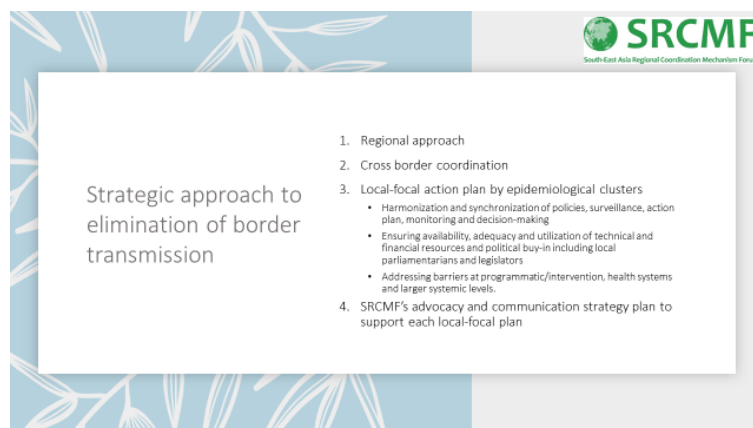 SRCMF
South-East Asia Regional Coordination Mechanism Foru
Strategic approach to
elimination of border
transmission
1. Regional approach
2. Cross border coordination
3. Local-focal action plan by epidemiological clusters
• Harmonization and synchronization of policies, surveillance, action
plan, monitoring and decision-making
• Ensuring availability, adequacy and utilization of technical and
financial resources and political buy-in including local
parliamentarians and legislators
• Addressing barriers at programmatic/intervention, health systems
and larger systemic levels.
4. SRCMF's advocacy and communication strategy plan to
support each local-focal plan